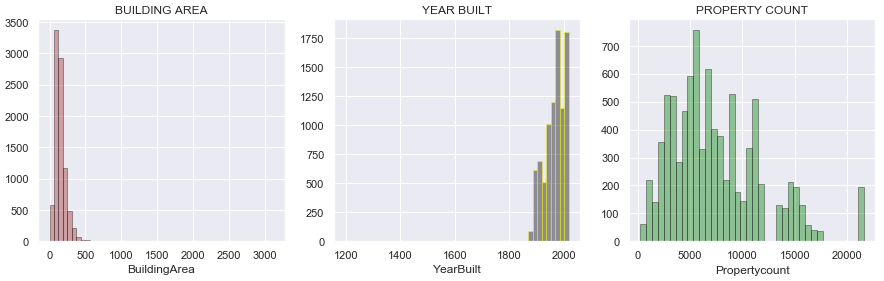 BUILDING AREA
3500
3000
2500
2000
1500
1000
500
0
0 500 1000 1500 2000 2500 3000
BuildingArea
YEAR BUILT
1750
1500
1250
1000
750
500
250
0
1200 1400 1600 1800 2000
YearBuilt
PROPERTY COUNT
700
600
500
400
300
200
100
0
0 5000 10000 15000 20000
Propertycount